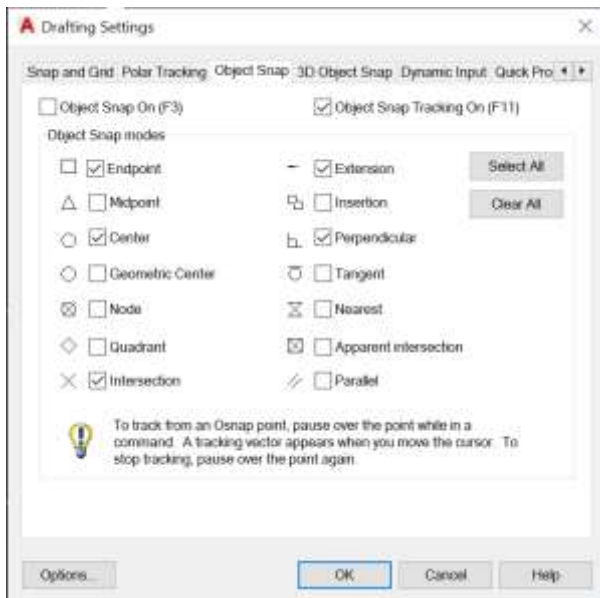 Drafting Settings
Snap and Grid Polar Tracking Object Snap 3D Object Snap Dynamic Input Quick Pro
Object Snap On (F3) Object Snap Tracking On (F11)
Object Snap modes
Endpoint Extension Select All
Midpoint Insertion Clear All
Center Perpendicular
Geometric Center Tangent
Node Nearest
Quadrant Apparent intersection
Intersection Parallel
To track from an Osnap point, pause over the point while in a
command. A tracking vector appears when you move the cursor. To
stop tracking, pause over the point again.
Options... OK Cancel Help